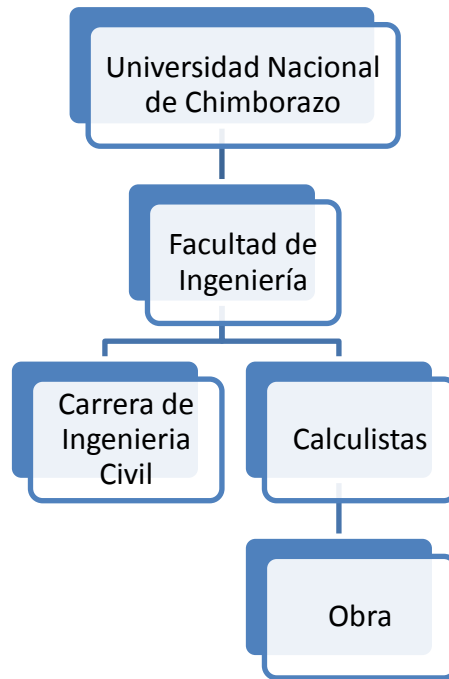 Universidad Nacional
de Chimborazo
Facultad de
Ingeniería
Carrera de
Ingenieria
Civil
Calculistas
Obra